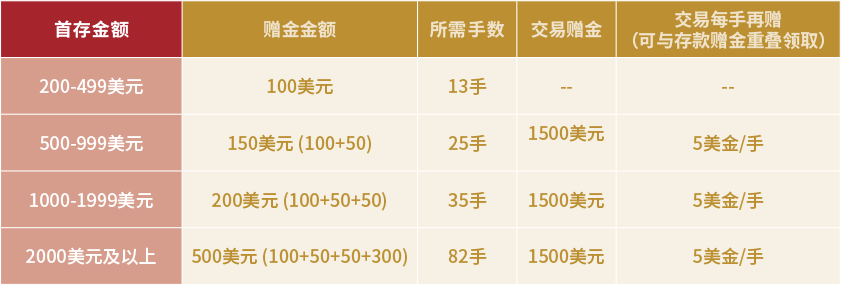 首存金额 赠金金额 所需手数 交易赠金 交易每手再赠
(可与存款赠金重叠领取)
200-499美元 100美元 13手 -- --
500-999美元 150美元 (100+50) 25手 1500美元 5美金/手
1000-1999美元 200美元 (100+50+50) 35手 1500美元 5美金/手
2000美元及以上 500美元 (100+50+50+300) 82手 1500美元 5美金/手